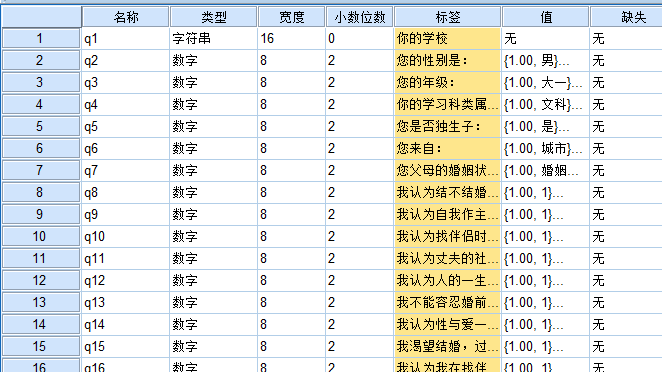 名称 类型 宽度 小数位数 标签 值 缺失
1 q1 字符串 16 0 你的学校 无 无
2 q2 数字 8 2 您的性别是： {1.00, 男}... 无
3 q3 数字 8 2 您的年级： {1.00, 大一}... 无
4 q4 数字 8 2 你的学习科类属... {1.00, 文科}... 无
5 q5 数字 8 2 您是否独生子： {1.00, 是}... 无
6 q6 数字 8 2 您来自： {1.00, 城市}... 无
7 q7 数字 8 2 您父母的婚姻状... {1.00, 婚姻... 无
8 q8 数字 8 2 我认为结不结婚... {1.00, 1}... 无
9 q9 数字 8 2 我认为自我作主... {1.00, 1}... 无
10 q10 数字 8 2 我认为找伴侣时... {1.00, 1}... 无
11 q11 数字 8 2 我认为丈夫的社... {1.00, 1}... 无
12 q12 数字 8 2 我认为人的一生... {1.00, 1}... 无
13 q13 数字 8 2 我不能容忍婚前... {1.00, 1}... 无
14 q14 数字 8 2 我认为性与爱一... {1.00, 1}... 无
15 q15 数字 8 2 我渴望结婚，过... {1.00, 1}... 无
16 q16 数字 8 2 我认为我在找伴... {1.00, 1}... 无